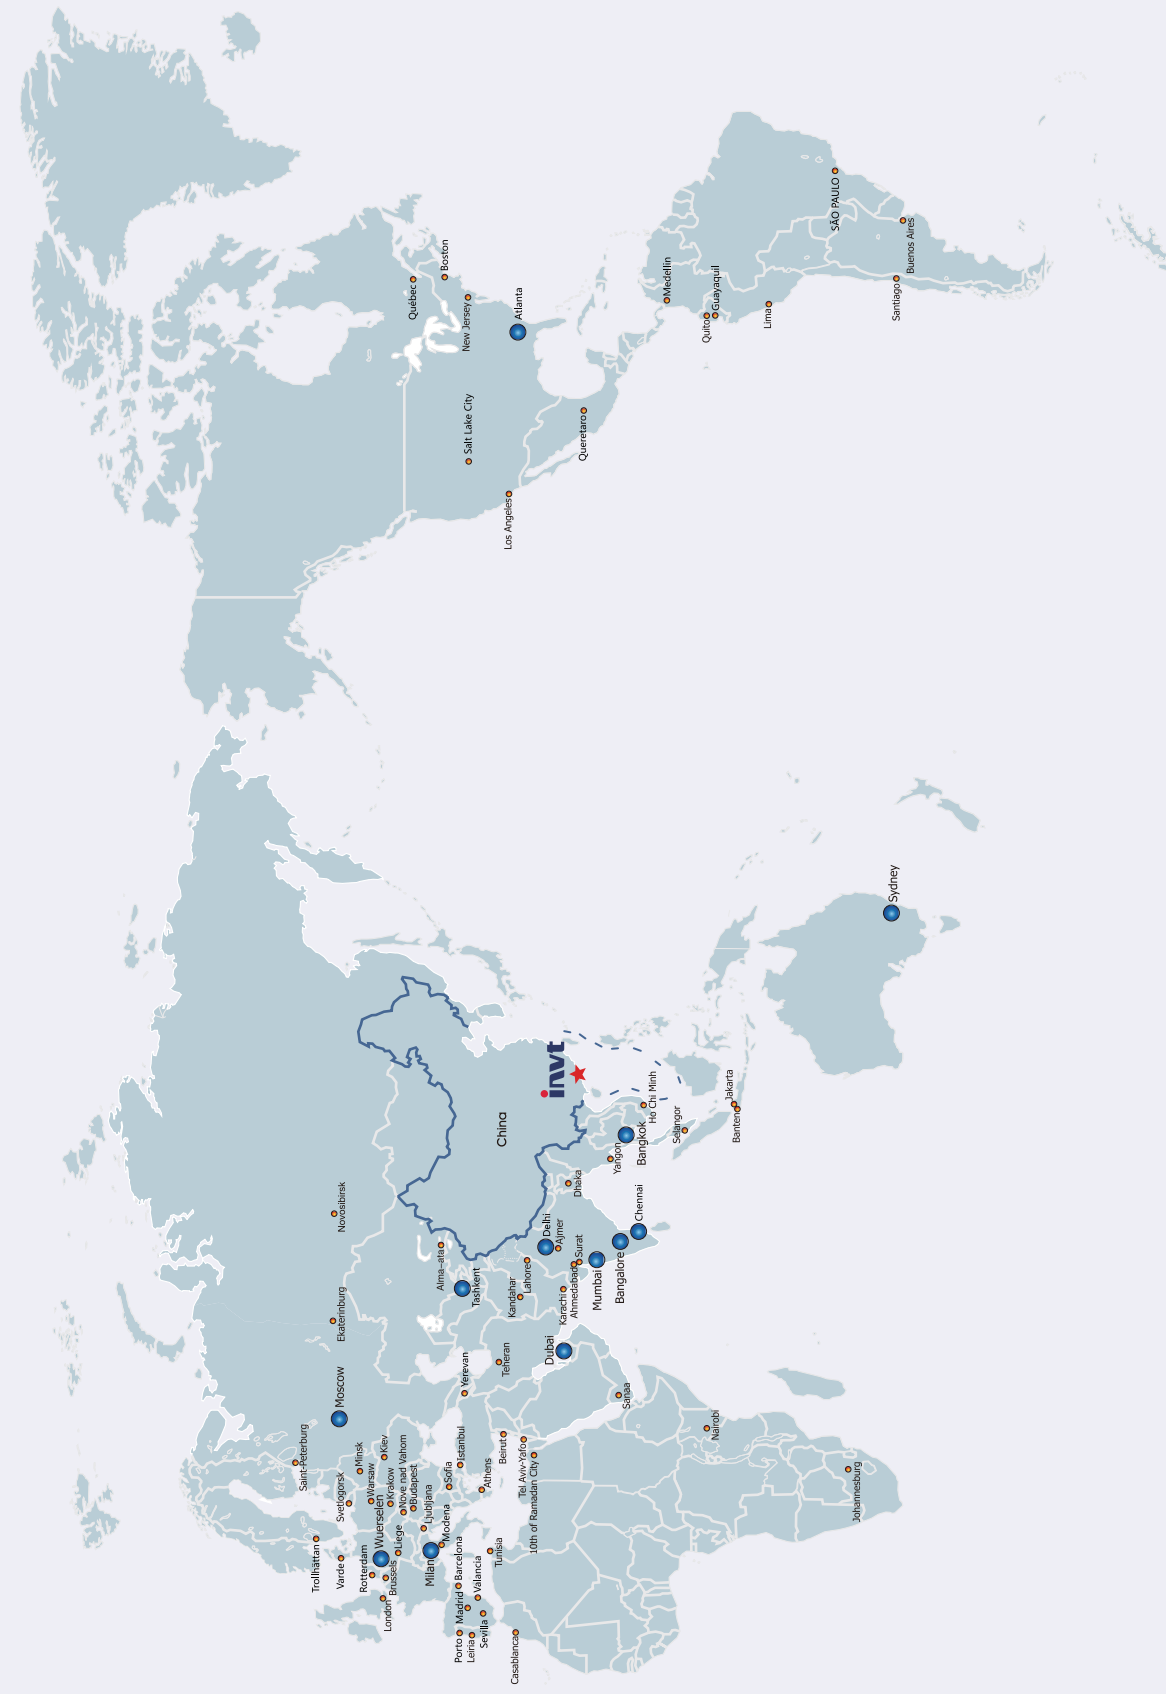 Québec
Boston
New Jersey
Atlanta
Salt Lake City
Los Angeles
Queretaro
Medellin
Quito
Guayaquil
Lima
SÃO PAULO
Buenos Aires
Santiago
Sydney
invt
China
Ho Chi Minh
Bangkok
Yangon
Selangor
Jakarta
Banten
Dhaka
Novosibirsk
Ekaterinburg
Alma-ata
Tashkent
Delhi
Ajmer
Lahore
Kandahar
Karachi
Ahmedabad
Surat
Mumbai
Bangalore
Chennai
Dubai
Teheran
Yerevan
Sanaa
Nairobi
Johannesburg
Moscow
Saint-Peterburg
Svetlogorsk
Minsk
Kiev
Warsaw
Krakow
Nove nad Vahom
Budapest
Wuerselen
Liege
Ljubljana
Sofia
Istanbul
Athens
Beirut
Tel Aviv-Yafo
10th of Ramadan City
Trollhättan
Varde
Rotterdam
Brussels
London
Milan
Modena
Barcelona
Madrid
Valancia
Tunisia
Porto
Leiria
Sevilla
Casablanca